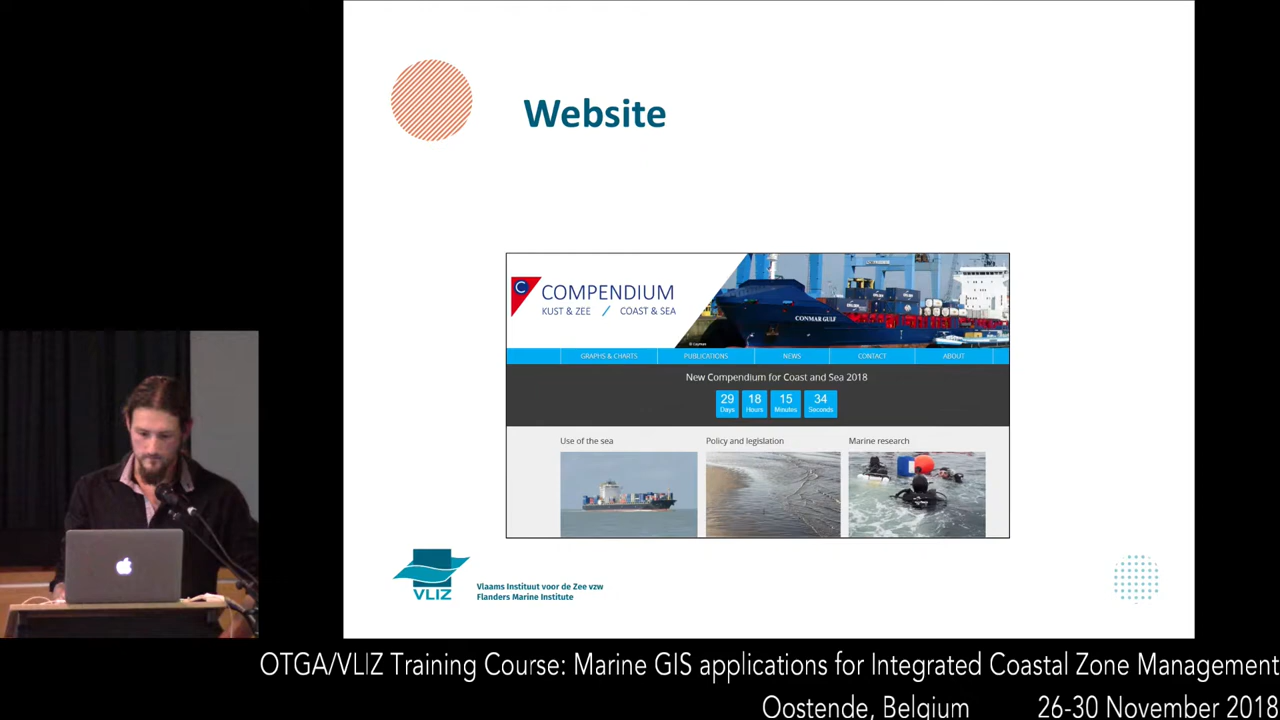 Website
C
COMPENDIUM
KUST & ZEE / COAST & SEA
CONMAR GULF
GRAPHS & CHARTS PUBLICATIONS NEWS CONTACT ABOUT
New Compendium for Coast and Sea 2018
29 18 15 34
Days Hours Minutes Seconds
Use of the sea Policy and legislation Marine research
VLIZ
Vlaams Instituut voor de Zee vzw
Flanders Marine Institute
OTGA/VLIZ Training Course: Marine GIS applications for Integrated Coastal Zone Management
Oostende, Belgium 26-30 November 2018